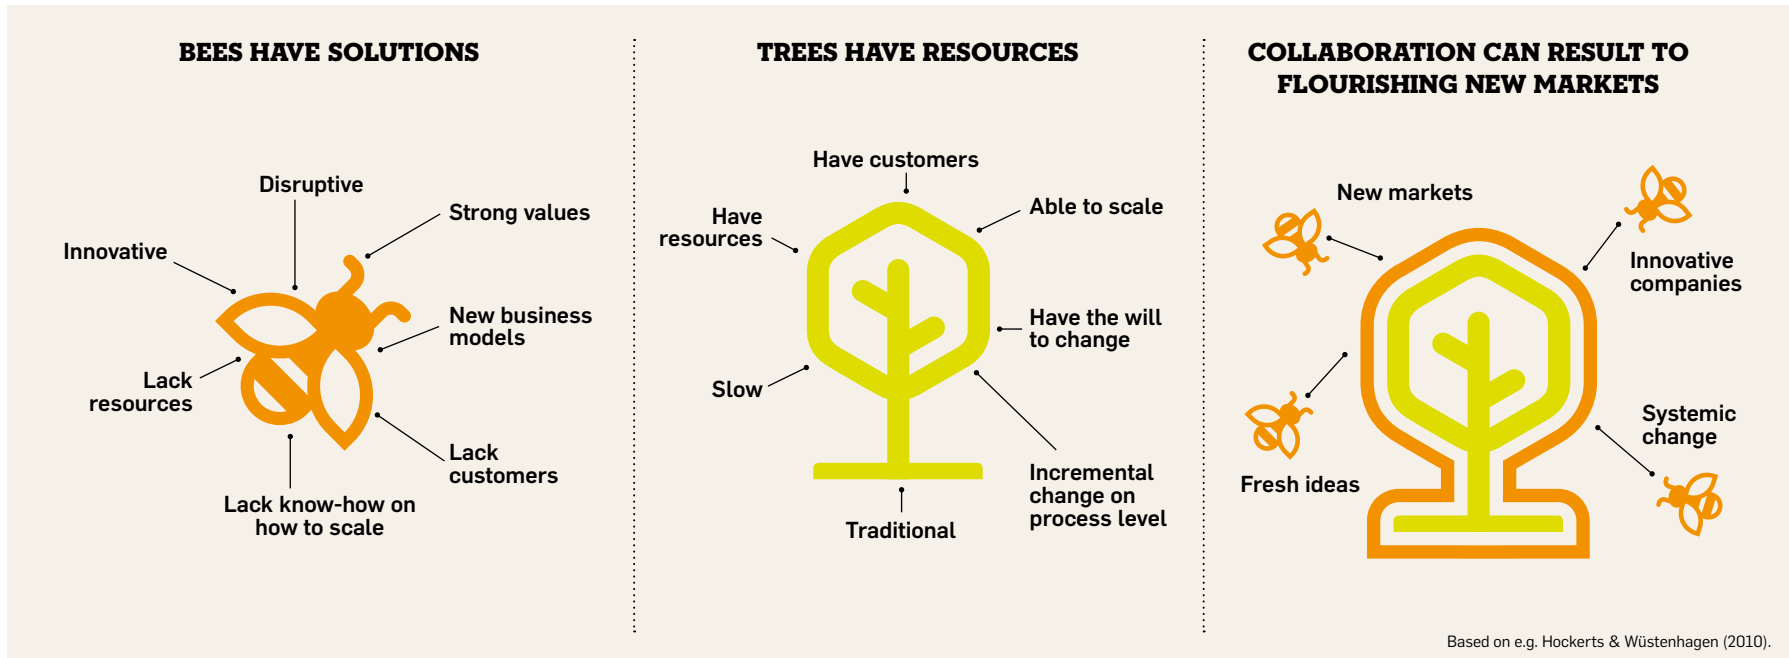 BEES HAVE SOLUTIONS
Disruptive
Strong values
Innovative
New business
models
Lack
resources
Lack
customers
Lack know-how on
how to scale
TREES HAVE RESOURCES
Have customers
Have
resources
Able to scale
Have the will
to change
Slow
Incremental
change on
process level
Traditional
COLLABORATION CAN RESULT TO
FLOURISHING NEW MARKETS
New markets
Innovative
companies
Systemic
change
Fresh ideas
Based on e.g. Hockerts & Wüstenhagen (2010).